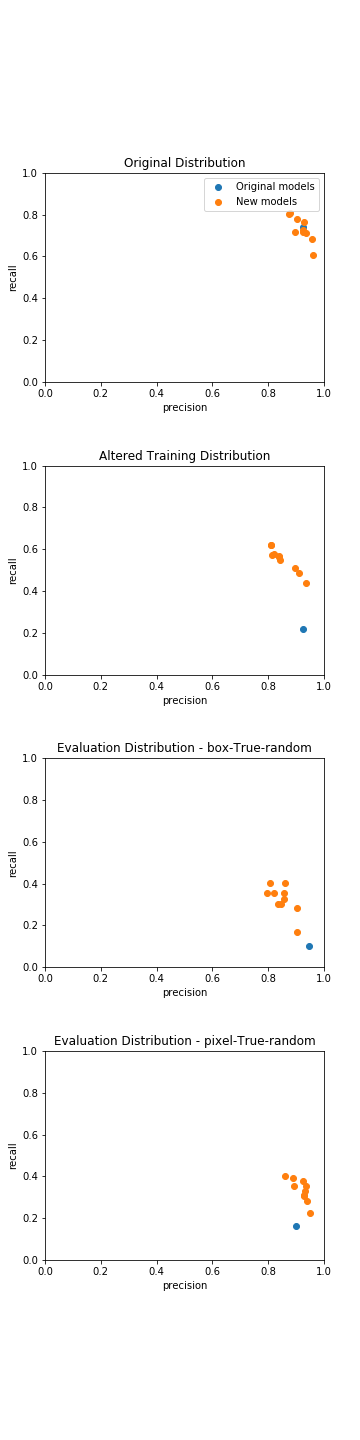 Original Distribution
1.0
0.8
0.6
0.4
0.2
0.0
recall
Original models
New models
0.0 0.2 0.4 0.6 0.8 1.0
precision
Altered Training Distribution
1.0
0.8
0.6
0.4
0.2
0.0
recall
0.0 0.2 0.4 0.6 0.8 1.0
precision
Evaluation Distribution - box-True-random
1.0
0.8
0.6
0.4
0.2
0.0
recall
0.0 0.2 0.4 0.6 0.8 1.0
precision
Evaluation Distribution - pixel-True-random
1.0
0.8
0.6
0.4
0.2
0.0
recall
0.0 0.2 0.4 0.6 0.8 1.0
precision